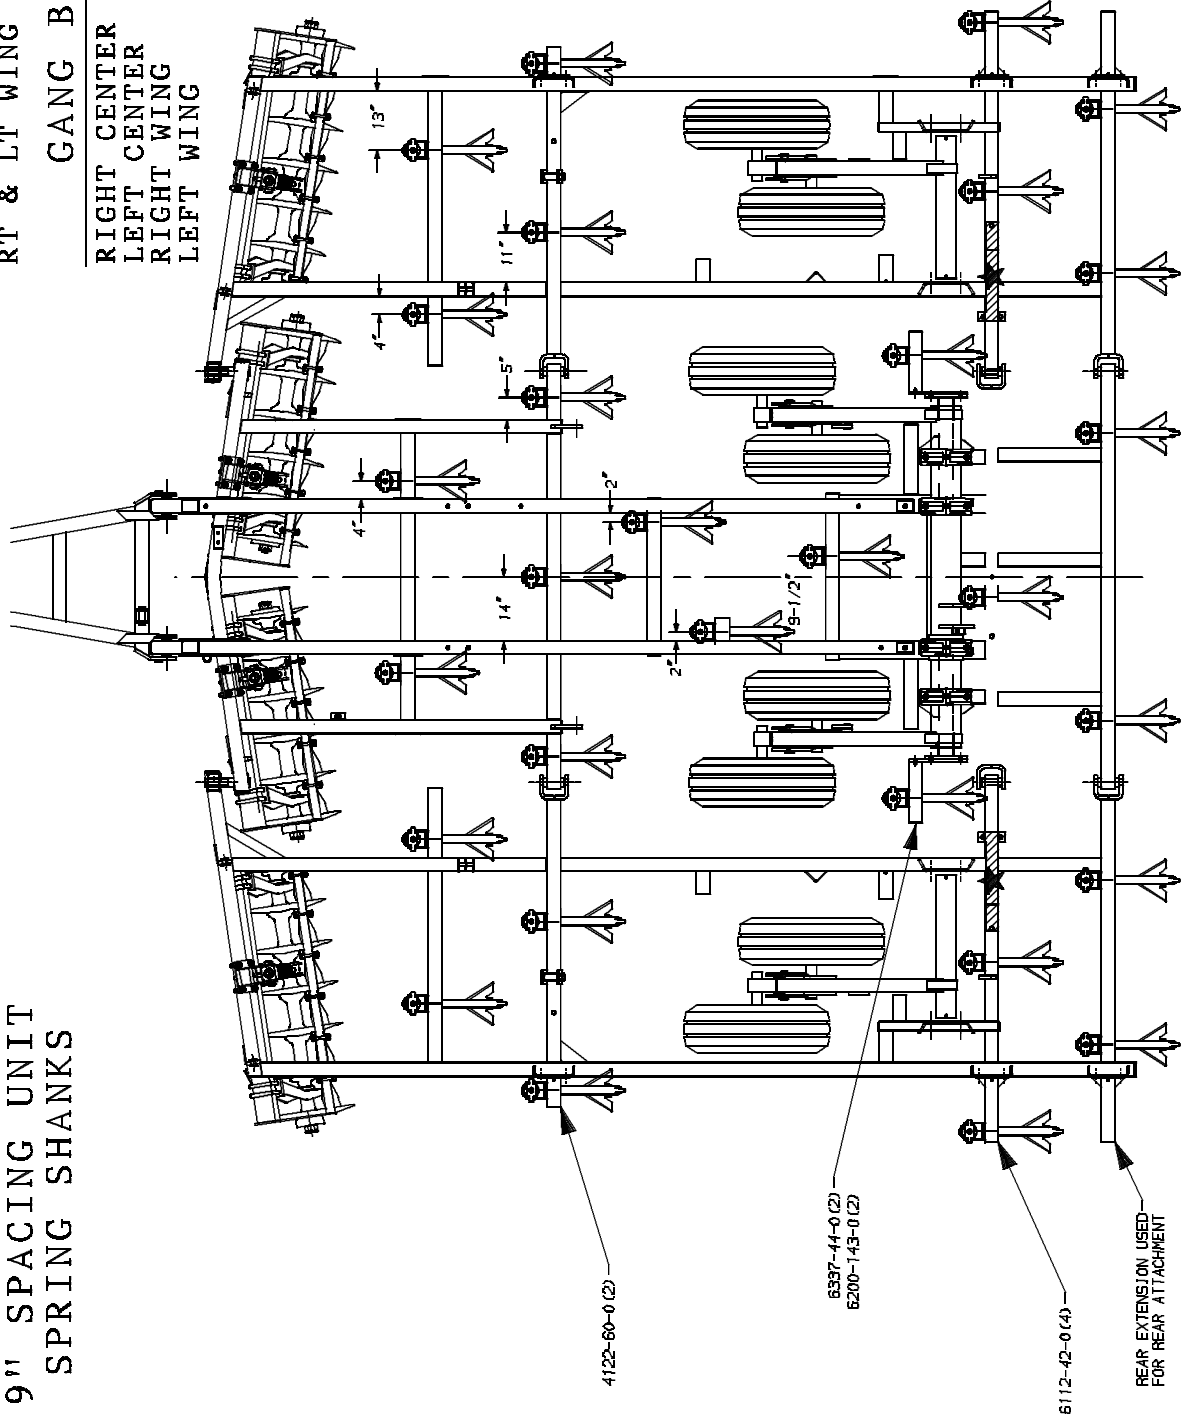 9" SPACING UNIT
SPRING SHANKS
RT & LT WING
GANG B
RIGHT CENTER
LEFT CENTER
RIGHT WING
LEFT WING
13"
4"
11"
5"
4"
2"
14"
9-1/2"
2"
4122-60-0(2)
6337-44-0(2)
6200-143-0(2)
6112-42-0(4)
REAR EXTENSION USED
FOR REAR ATTACHMENT